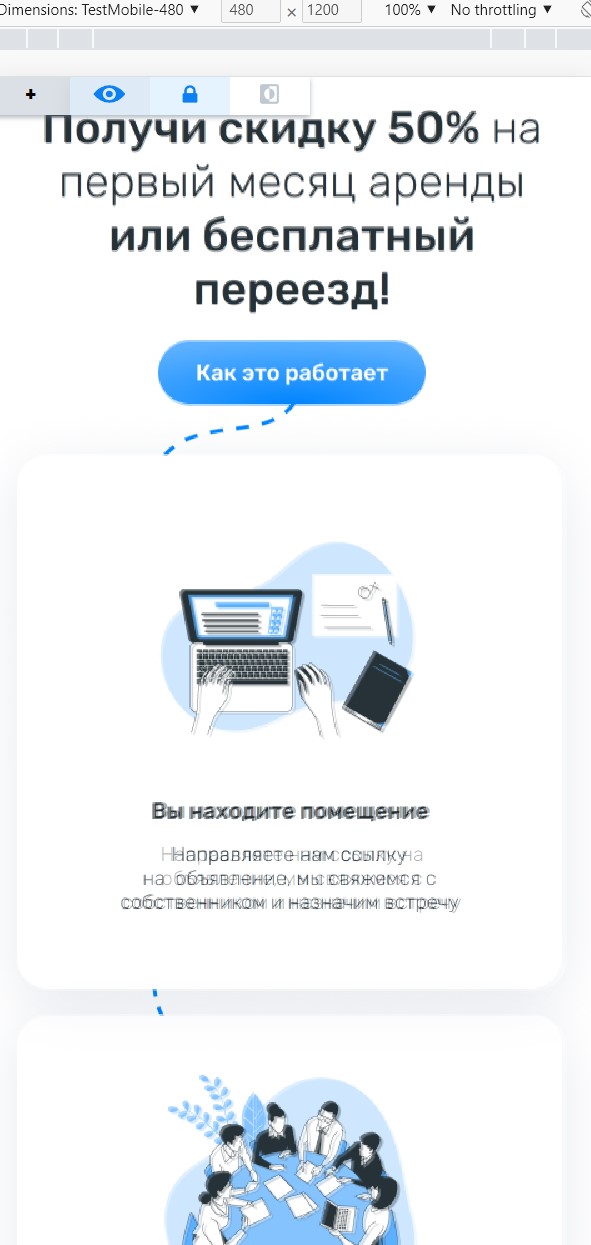 Dimensions: TestMobile-480 ▼ 480 × 1200 100% ▼ No throttling ▼
+
Получи скидку 50% на
первый месяц аренды
или бесплатный
переезд!
Как это работает
Вы находите помещение
Направляете нам ссылку
на объявление, мы свяжемся с
собственником и назначим встречу